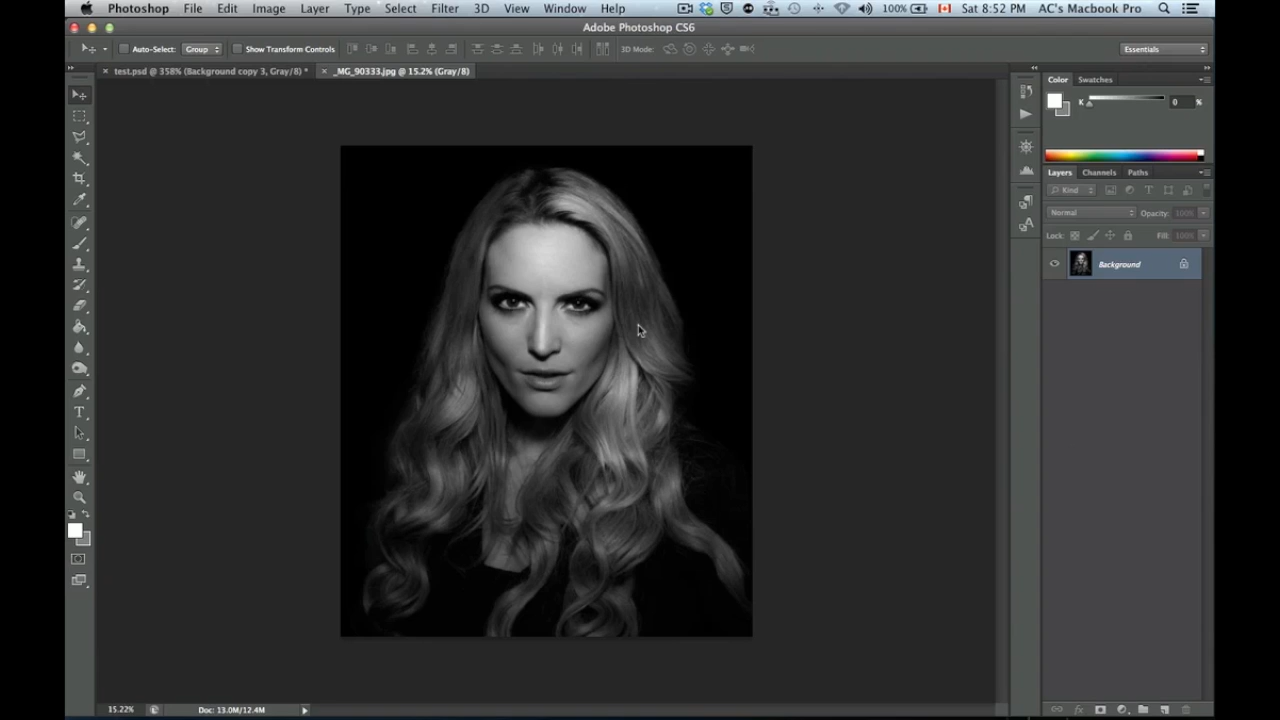 Photoshop File Edit Image Layer Type Select Filter 3D View Window Help 100% Sat 8:52 PM AC's Macbook Pro
Adobe Photoshop CS6
Auto-Select: Group Show Transform Controls 3D Mode: Essentials
× test.psd @ 358% (Background copy 3, Gray/8) * × _MG_90333.jpg @ 15.2% (Gray/8)
Color Swatches
K 0 %
Layers Channels Paths
Kind
Normal Opacity: 100%
Lock: Fill: 100%
Background
15.22% Doc: 13.0M/12.4M